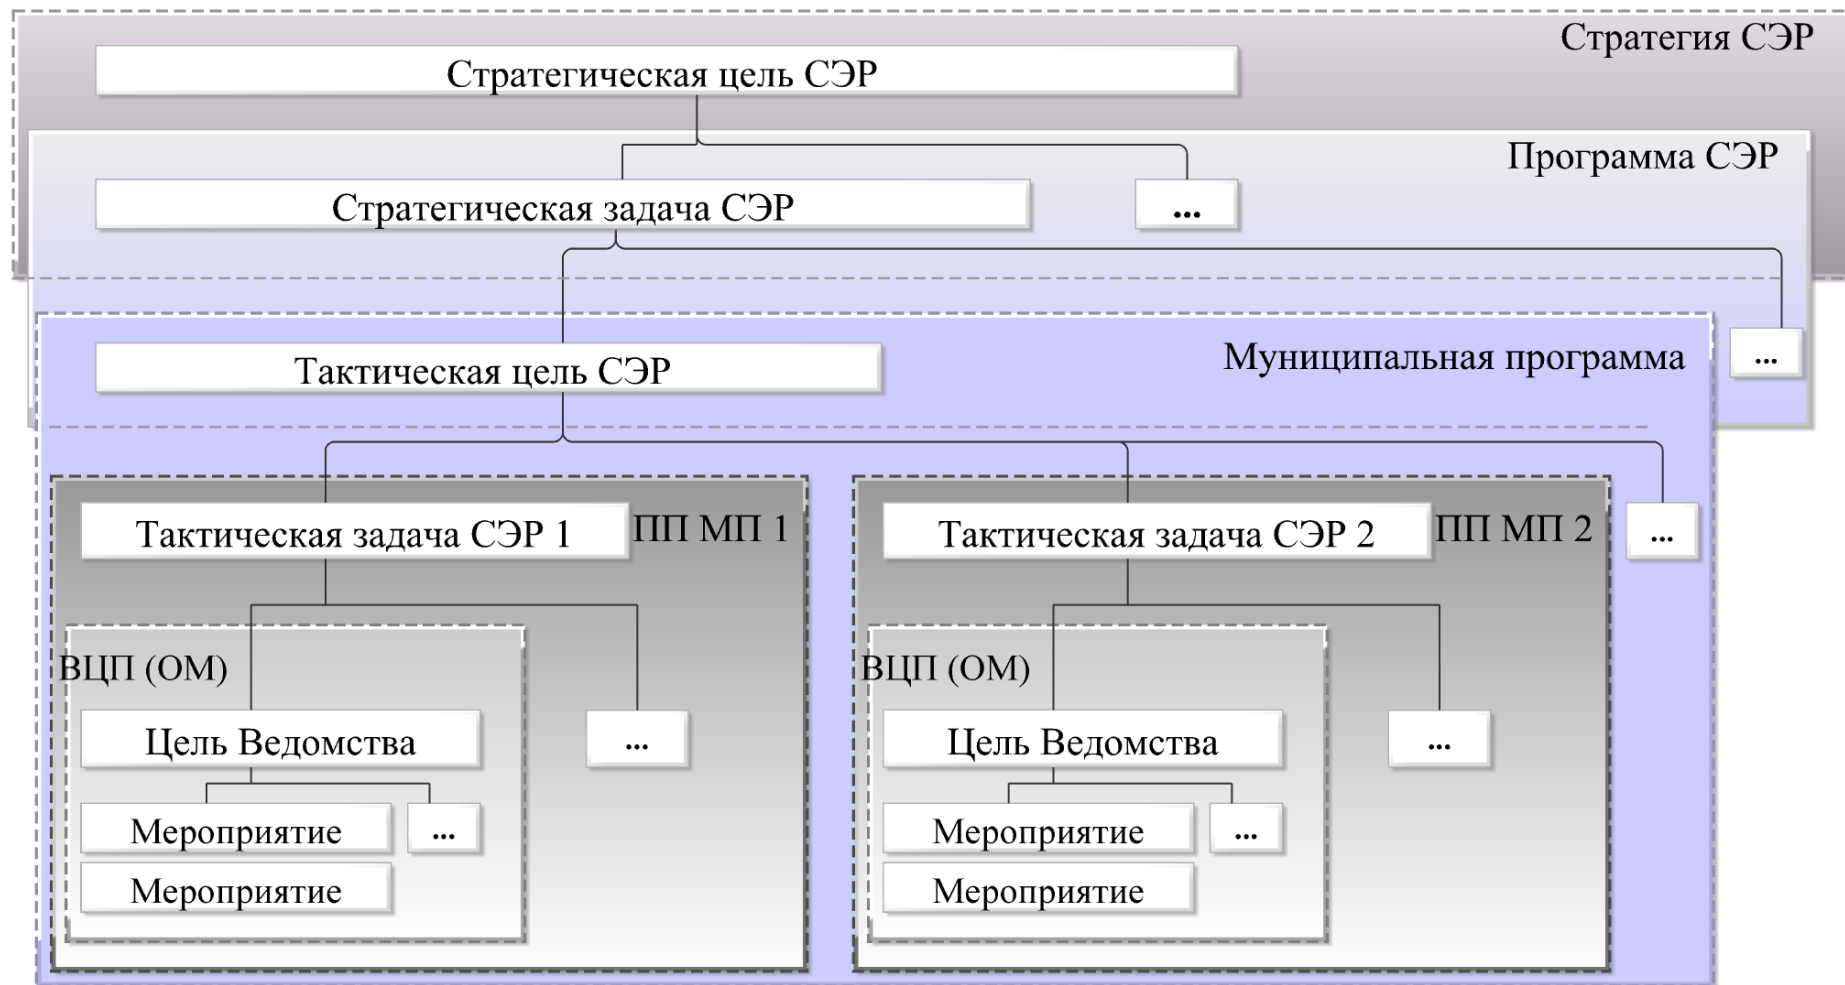 Стратегия СЭР
Стратегическая цель СЭР
Программа СЭР
Стратегическая задача СЭР
...
Муниципальная программа
...
Тактическая цель СЭР
Тактическая задача СЭР 1
ПП МП 1
Тактическая задача СЭР 2
ПП МП 2
...
ВЦП (ОМ)
Цель Ведомства
...
Мероприятие
...
Мероприятие
ВЦП (ОМ)
Цель Ведомства
...
Мероприятие
...
Мероприятие